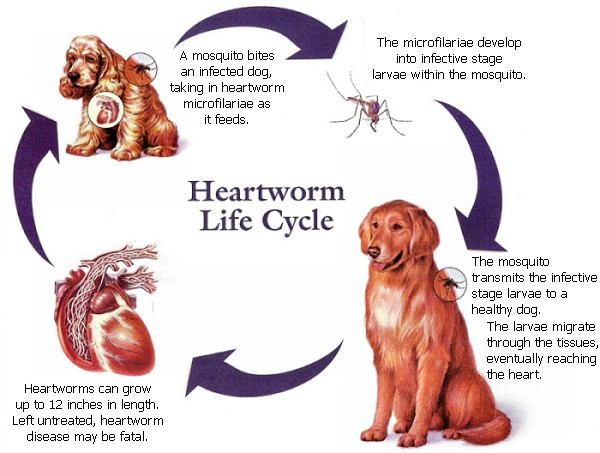 A mosquito bites
an infected dog,
taking in heartworm
microfilariae as
it feeds.
The microfilariae develop
into infective stage
larvae within the mosquito.
Heartworm
Life Cycle
The mosquito
transmits the infective
stage larvae to a
healthy dog.
The larvae migrate
through the tissues,
eventually reaching
the heart.
Heartworms can grow
up to 12 inches in length.
Left untreated, heartworm
disease may be fatal.